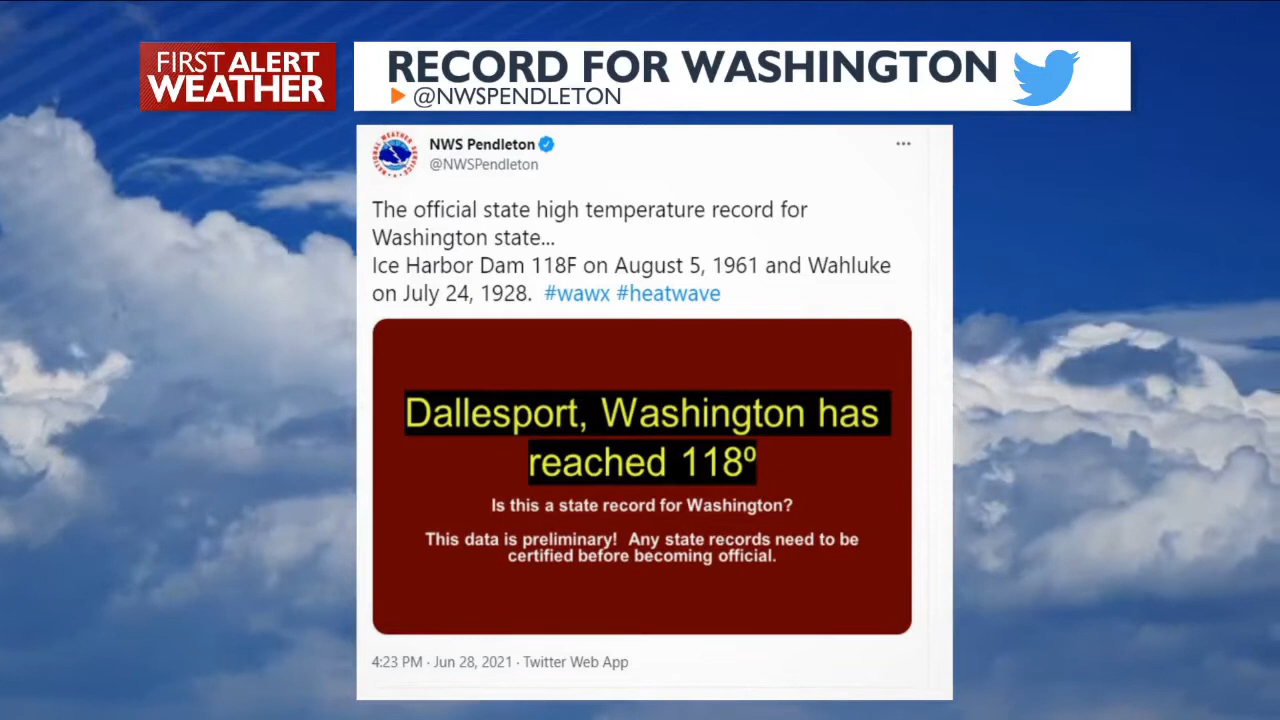 FIRST ALERT
WEATHER
RECORD FOR WASHINGTON
@NWSPENDLETON
NWS Pendleton
@NWSPendleton
The official state high temperature record for
Washington state...
Ice Harbor Dam 118F on August 5, 1961 and Wahluke
on July 24, 1928. #wawx #heatwave
Dallesport, Washington has
reached 118º
Is this a state record for Washington?
This data is preliminary! Any state records need to be
certified before becoming official.
4:23 PM · Jun 28, 2021 · Twitter Web App